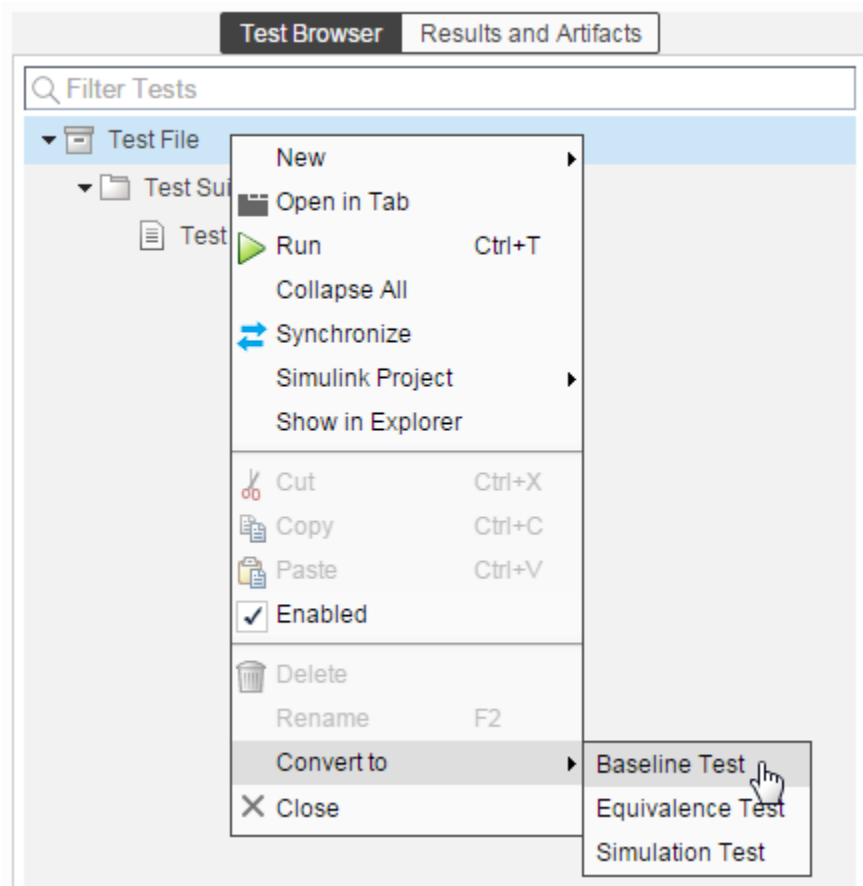 Test Browser Results and Artifacts
Filter Tests
Test File
New
Test Sui
Open in Tab
Test
Run Ctrl+T
Collapse All
Synchronize
Simulink Project
Show in Explorer
Cut Ctrl+X
Copy Ctrl+C
Paste Ctrl+V
Enabled
Delete
Rename F2
Convert to
Baseline Test
Close
Equivalence Test
Simulation Test